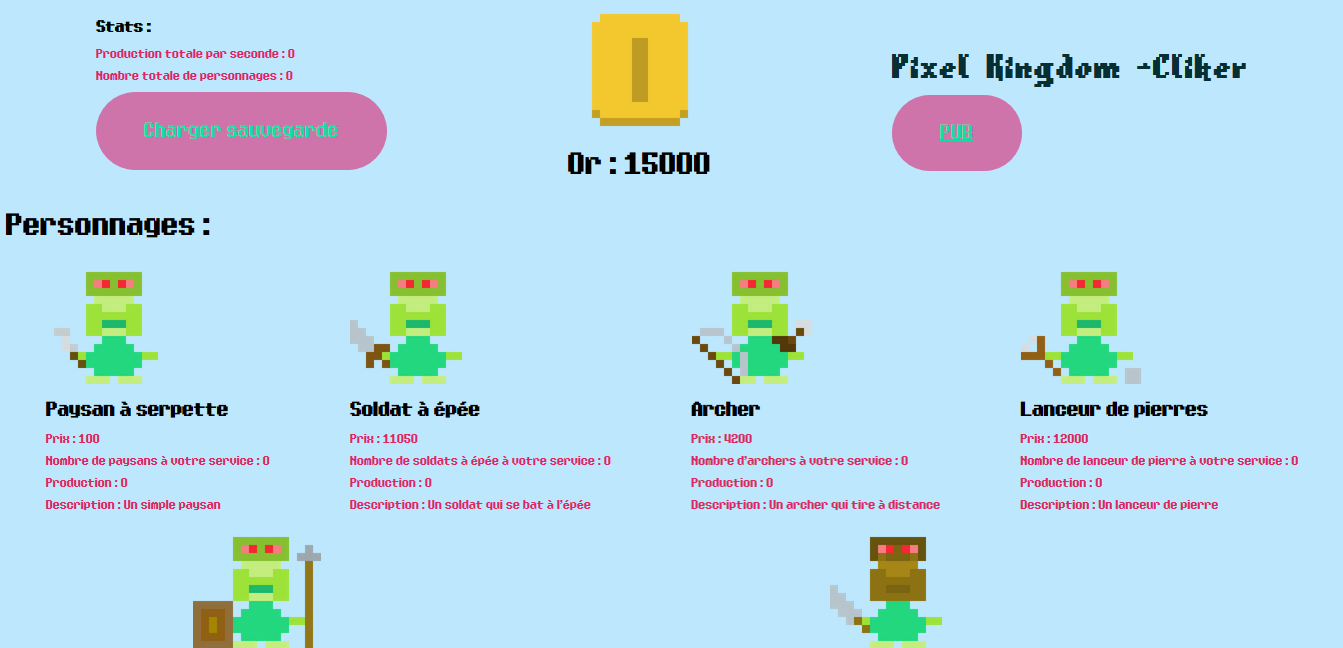 Stats :
Production totale par seconde : 0
Nombre totale de personnages : 0
Charger sauvegarde
Or : 15000
Pixel Kingdom -Cliker
PUB
Personnages :
Paysan à serpette
Prix : 100
Nombre de paysans à votre service : 0
Production : 0
Description : Un simple paysan
Soldat à épée
Prix : 11050
Nombre de soldats à épée à votre service : 0
Production : 0
Description : Un soldat qui se bat à l'épée
Archer
Prix : 4200
Nombre d'archers à votre service : 0
Production : 0
Description : Un archer qui tire à distance
Lanceur de pierres
Prix : 12000
Nombre de lanceur de pierre à votre service : 0
Production : 0
Description : Un lanceur de pierre